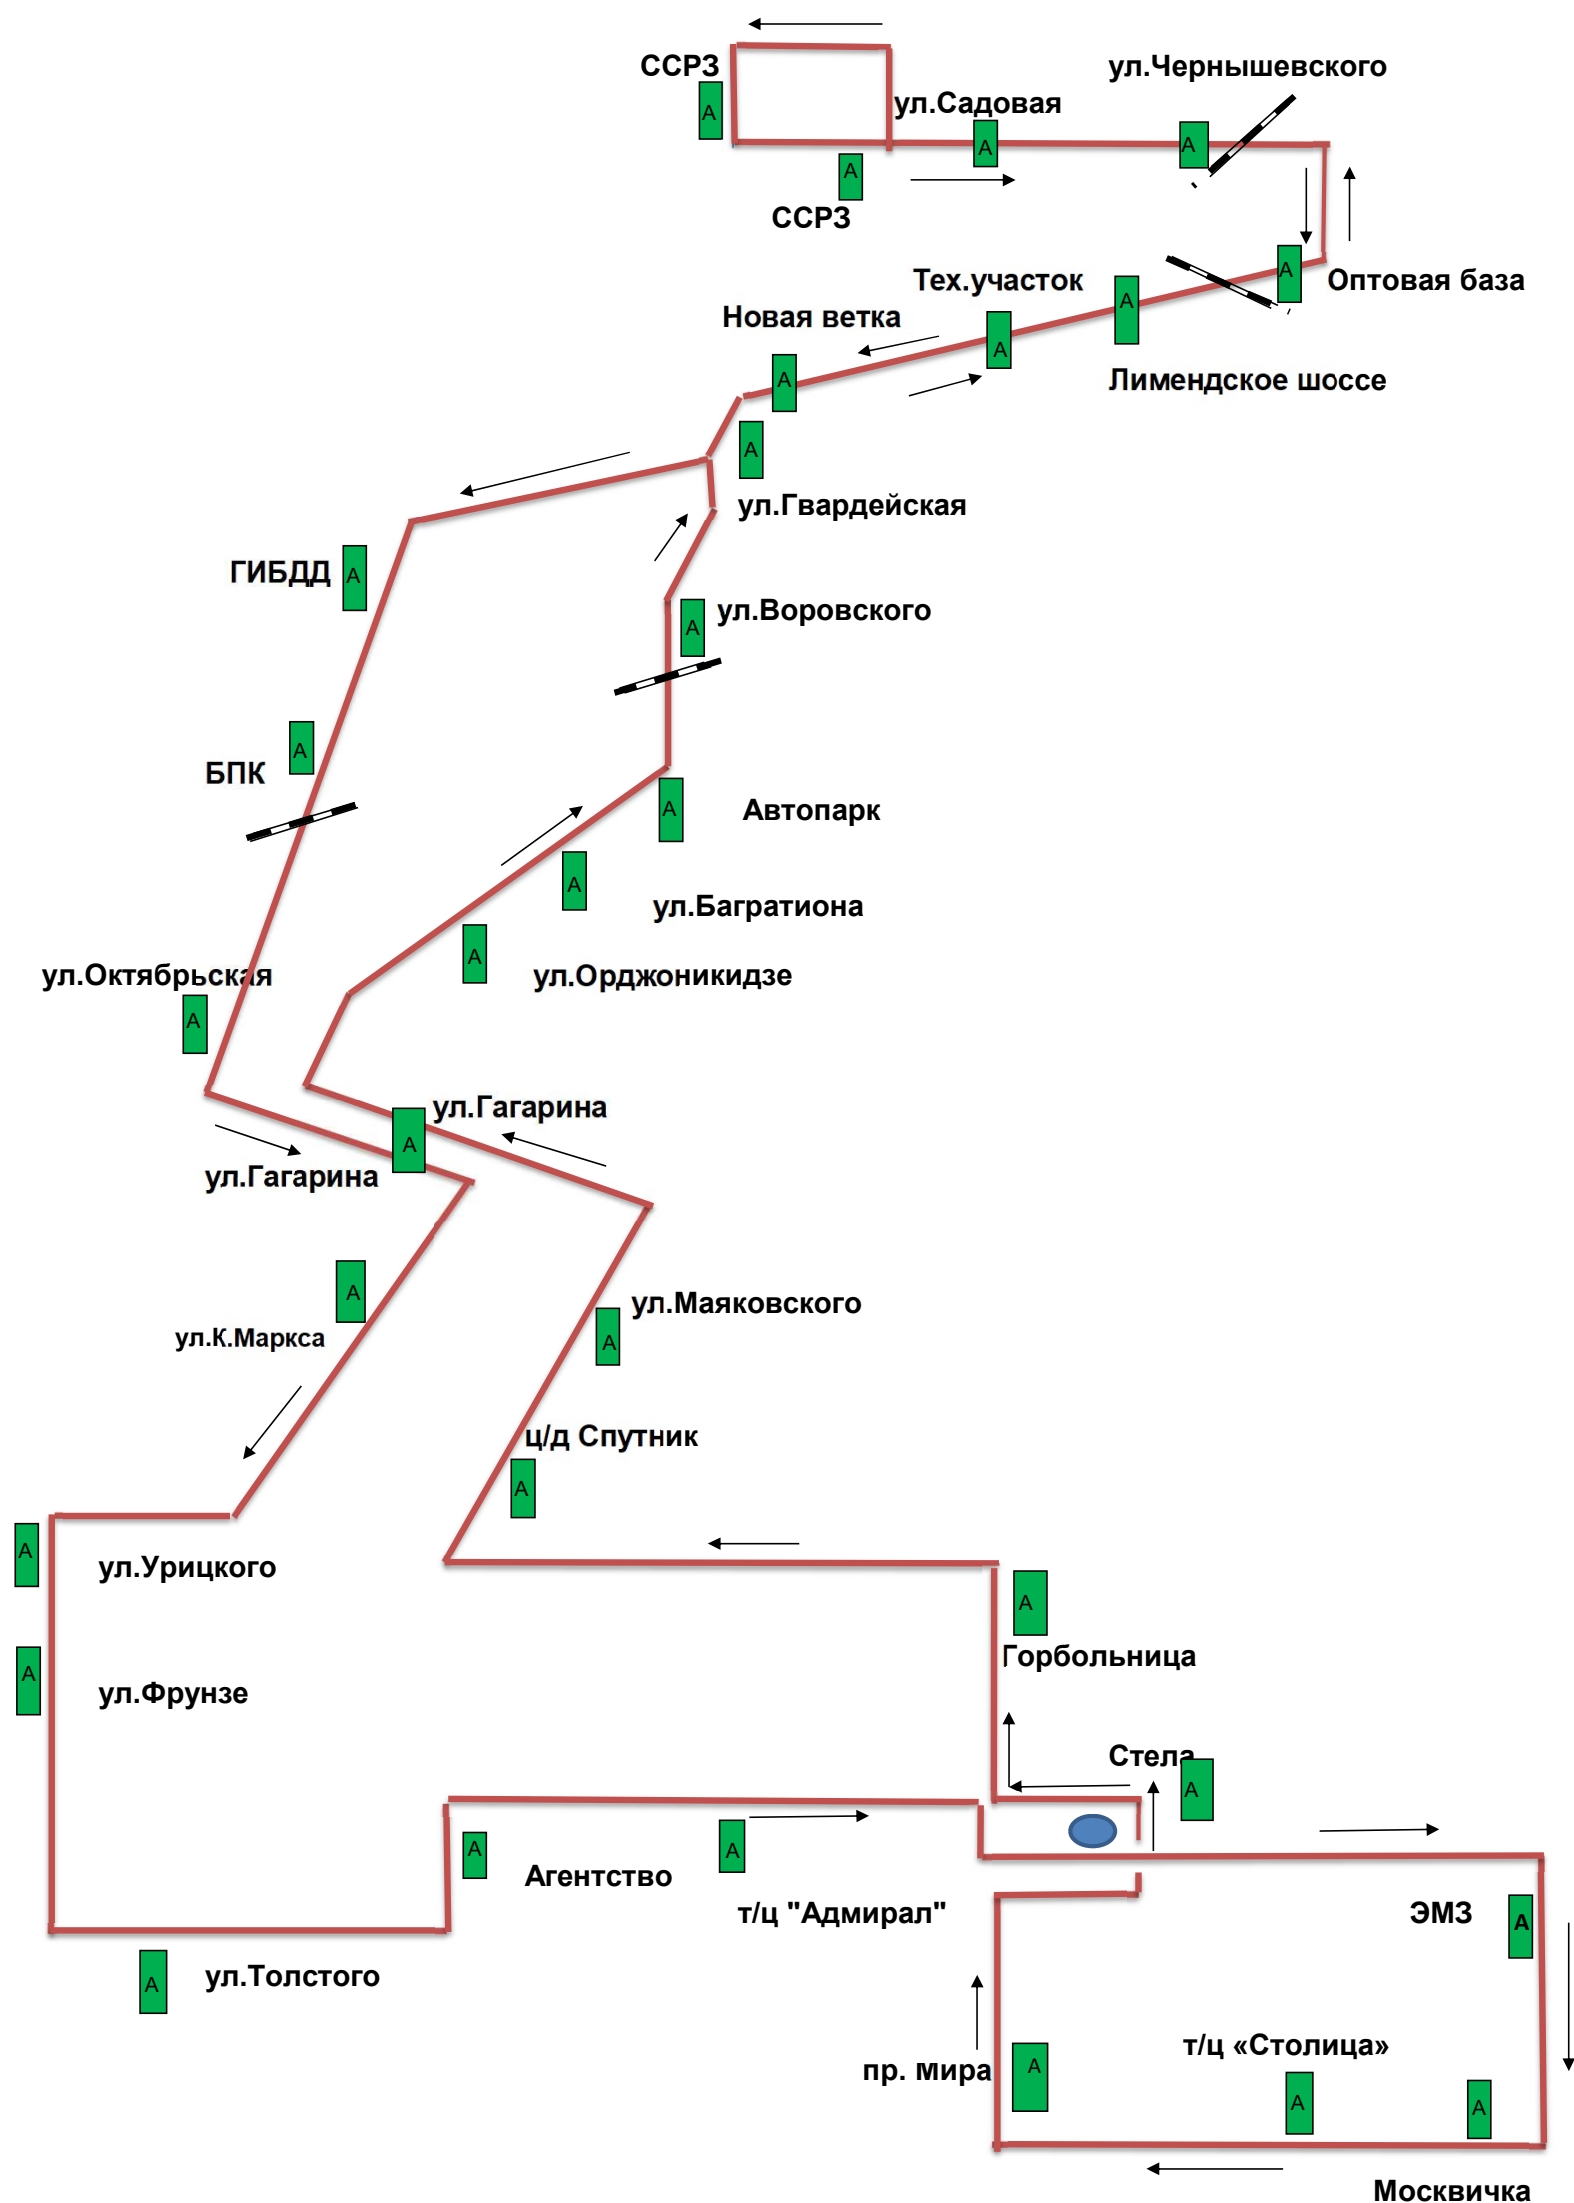 ССРЗ
ул.Чернышевского
А
ул.Садовая
А
А
А
ССРЗ
Тех.участок
А
Оптовая база
А
Новая ветка
А
Лимендское шоссе
А
А
ул.Гвардейская
ГИБДД
А
ул.Воровского
А
БПК
А
Автопарк
А
ул.Багратиона
А
ул.Орджоникидзе
А
ул.Октябрьская
А
ул.Гагарина
А
ул.Гагарина
ул.К.Маркса
А
ул.Маяковского
А
ц/д Спутник
А
А
ул.Урицкого
А
Горбольница
А
ул.Фрунзе
Стела
А
А
Агентство
А
т/ц "Адмирал"
ЭМЗ
А
А
ул.Толстого
т/ц «Столица»
пр. Мира
А
А
А
Москвичка